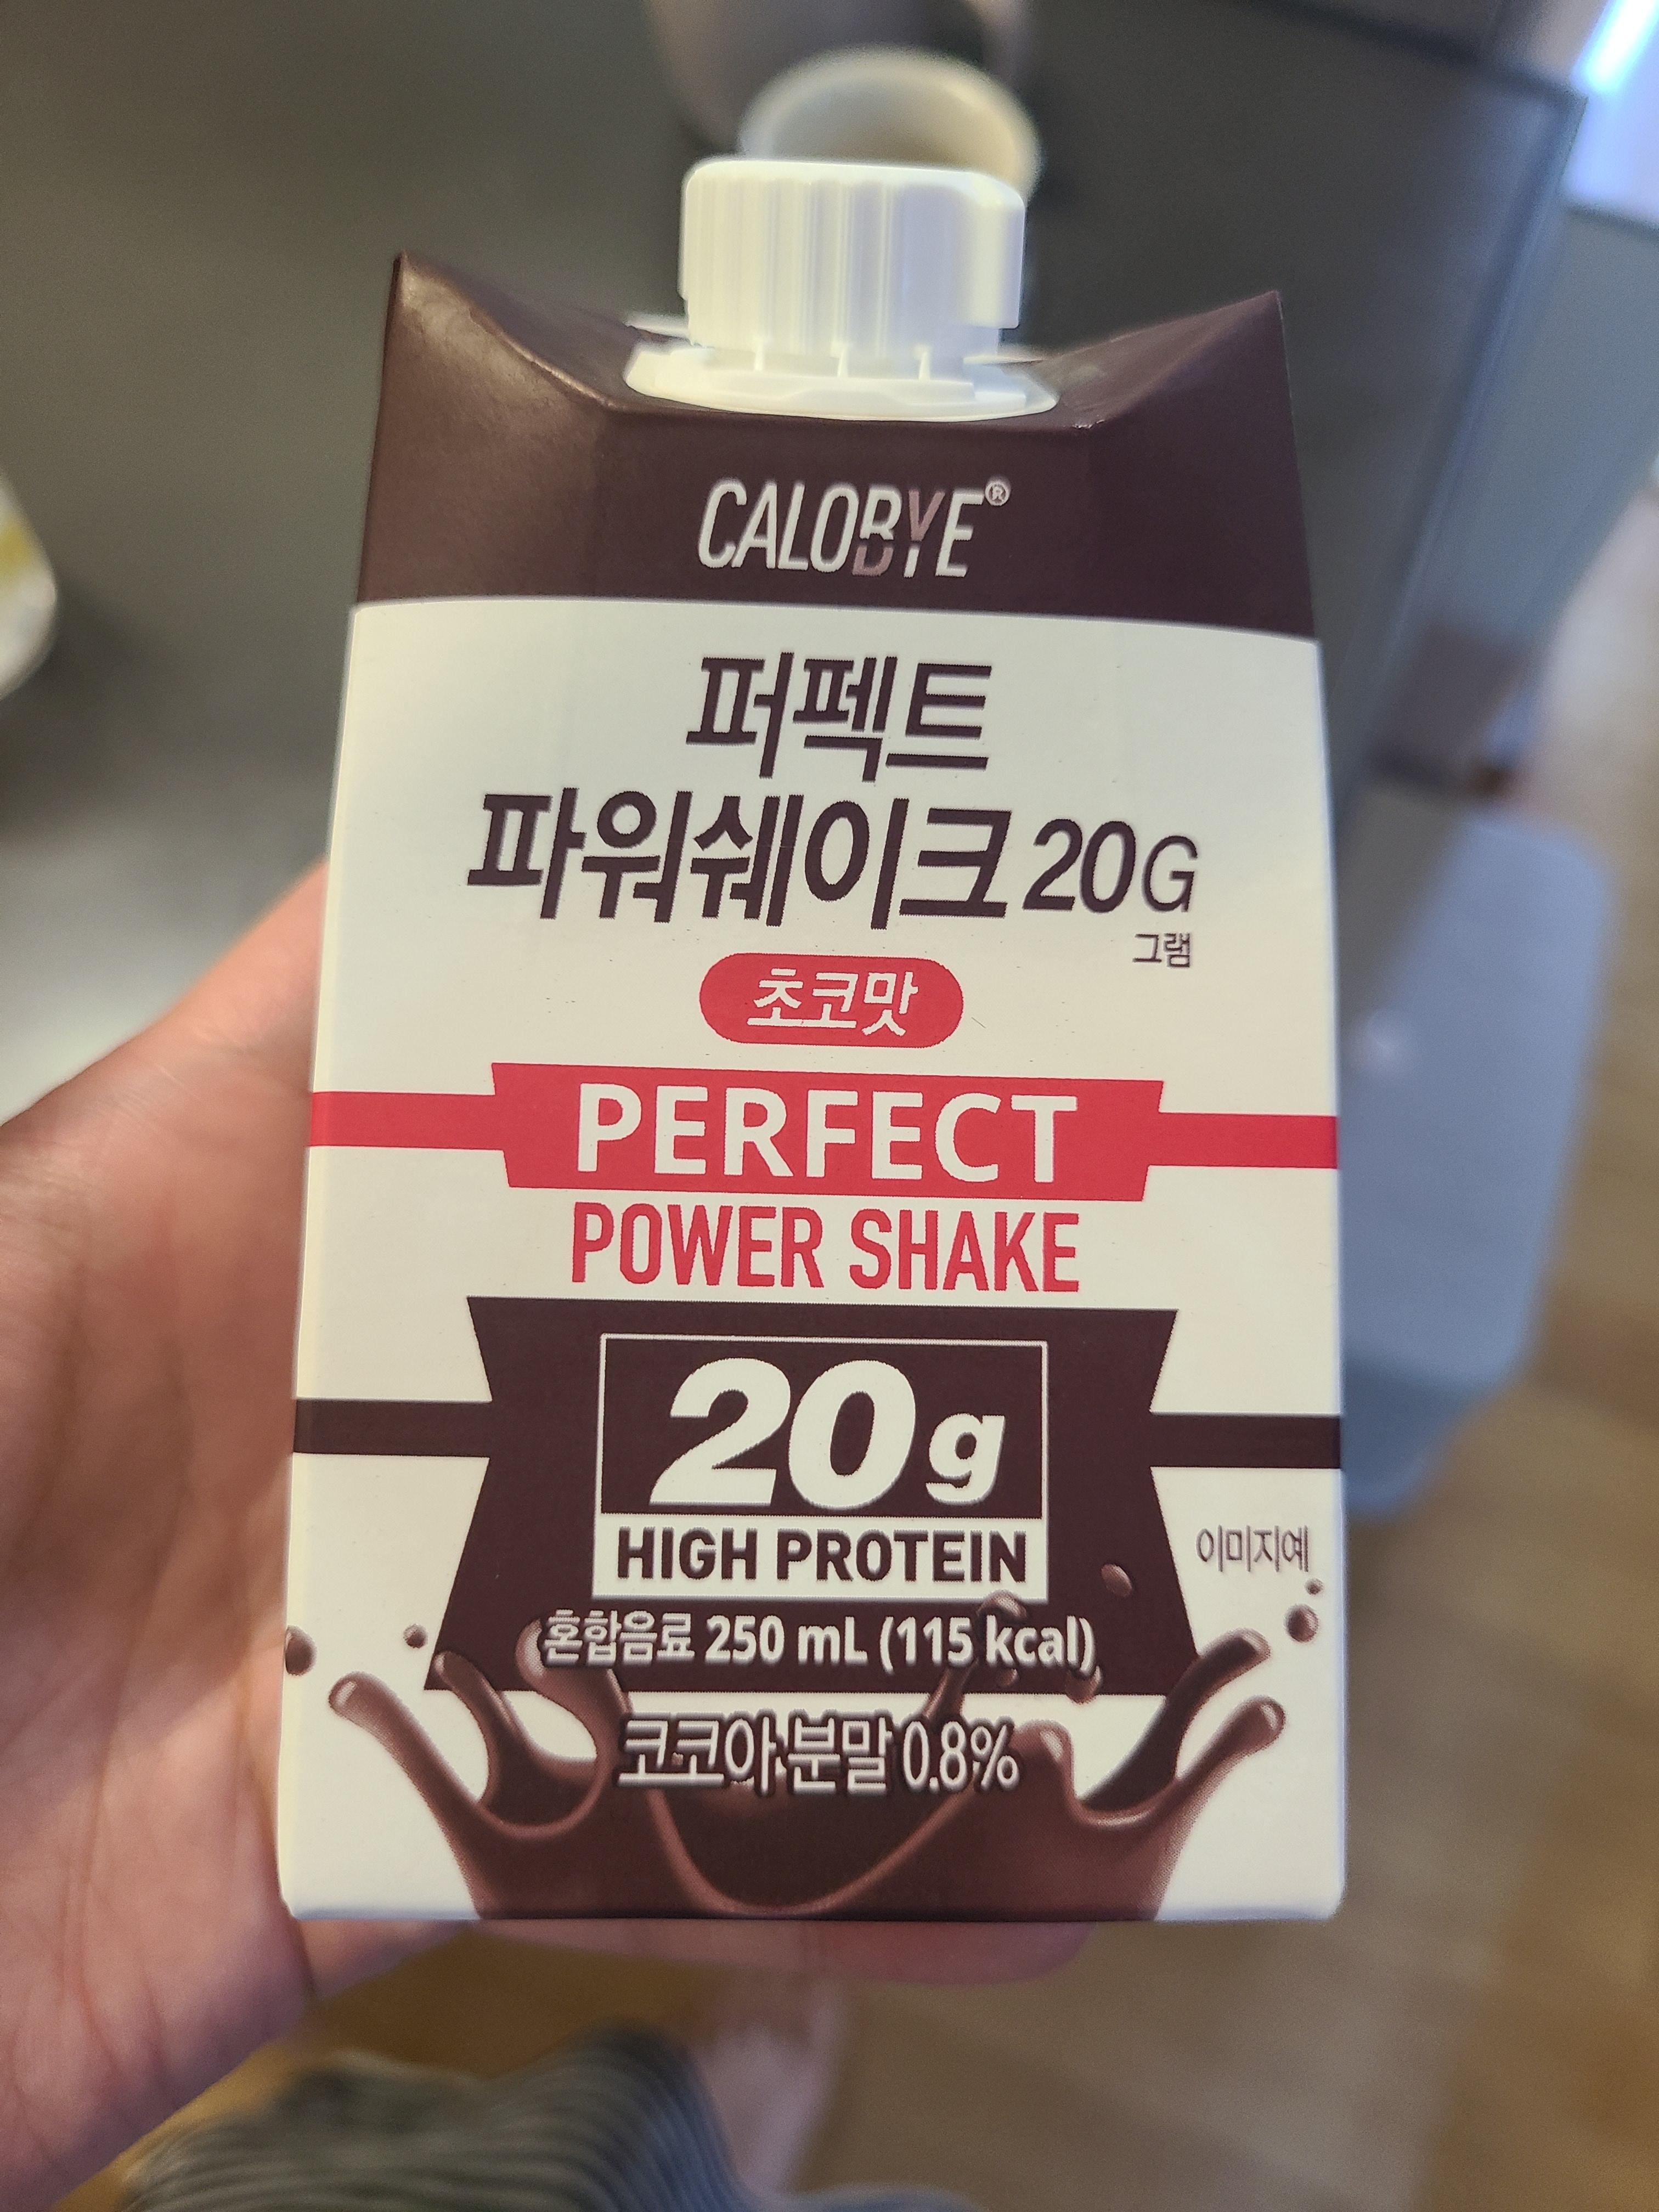 CALOBYE®
퍼펙트
파워쉐이크 20G
그램
초코맛
PERFECT
POWER SHAKE
20g
HIGH PROTEIN
이미지예
혼합음료 250 mL (115 kcal)
코코아 분말 0.8%